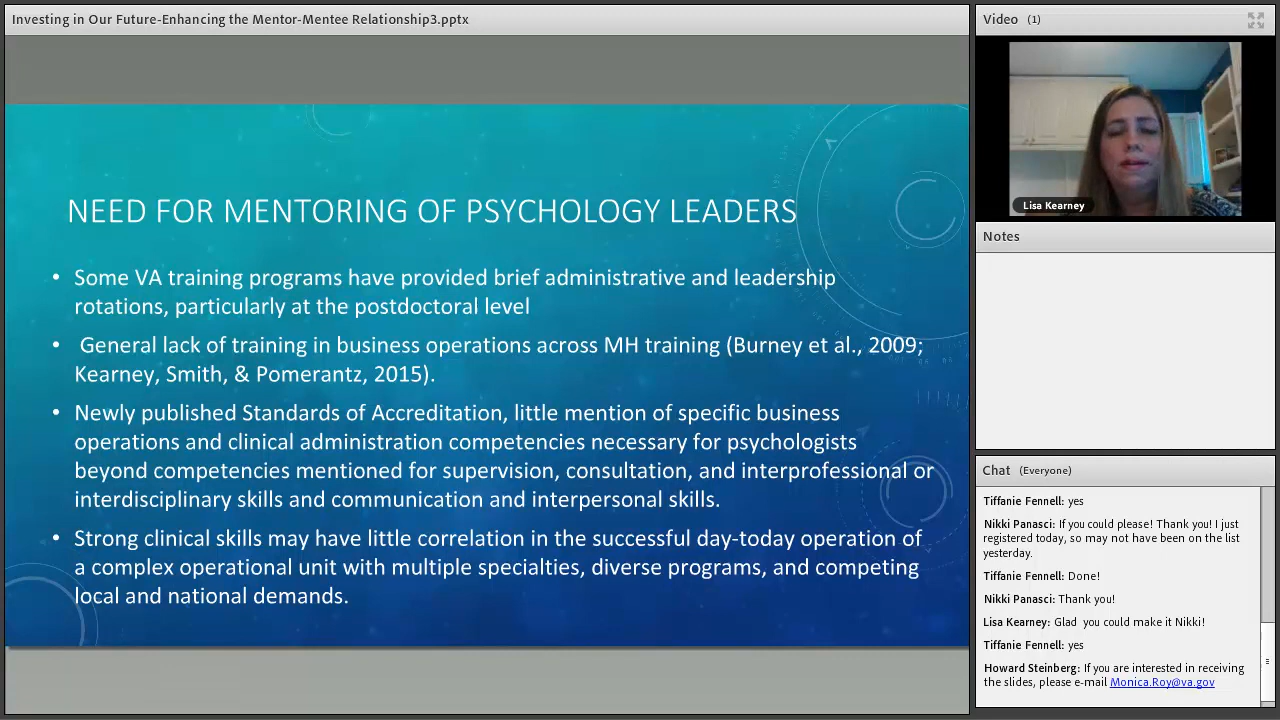 Investing in Our Future-Enhancing the Mentor-Mentee Relationship3.pptx
NEED FOR MENTORING OF PSYCHOLOGY LEADERS
• Some VA training programs have provided brief administrative and leadership
rotations, particularly at the postdoctoral level
• General lack of training in business operations across MH training (Burney et al., 2009;
Kearney, Smith, & Pomerantz, 2015).
• Newly published Standards of Accreditation, little mention of specific business
operations and clinical administration competencies necessary for psychologists
beyond competencies mentioned for supervision, consultation, and interprofessional or
interdisciplinary skills and communication and interpersonal skills.
• Strong clinical skills may have little correlation in the successful day-today operation of
a complex operational unit with multiple specialties, diverse programs, and competing
local and national demands.
Video (1)
Lisa Kearney
Notes
Chat (Everyone)
Tiffanie Fennell: yes
Nikki Panasci: If you could please! Thank you! I just
registered today, so may not have been on the list
yesterday.
Tiffanie Fennell: Done!
Nikki Panasci: Thank you!
Lisa Kearney: Glad you could make it Nikki!
Tiffanie Fennell: yes
Howard Steinberg: If you are interested in receiving
the slides, please e-mail Monica.Roy@va.gov